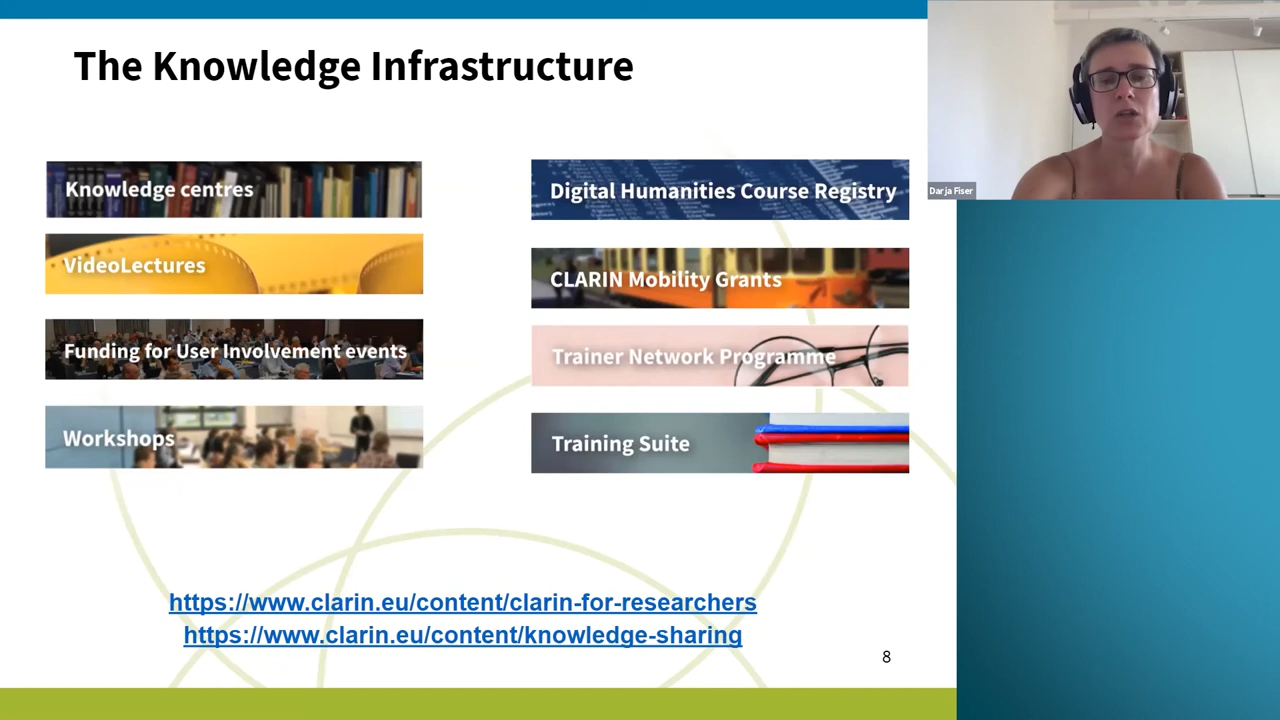 The Knowledge Infrastructure
Knowledge centres
VideoLectures
Funding for User Involvement events
Workshops
Digital Humanities Course Registry
CLARIN Mobility Grants
Trainer Network Programme
Training Suite
https://www.clarin.eu/content/clarin-for-researchers
https://www.clarin.eu/content/knowledge-sharing
8
Darja Fiser